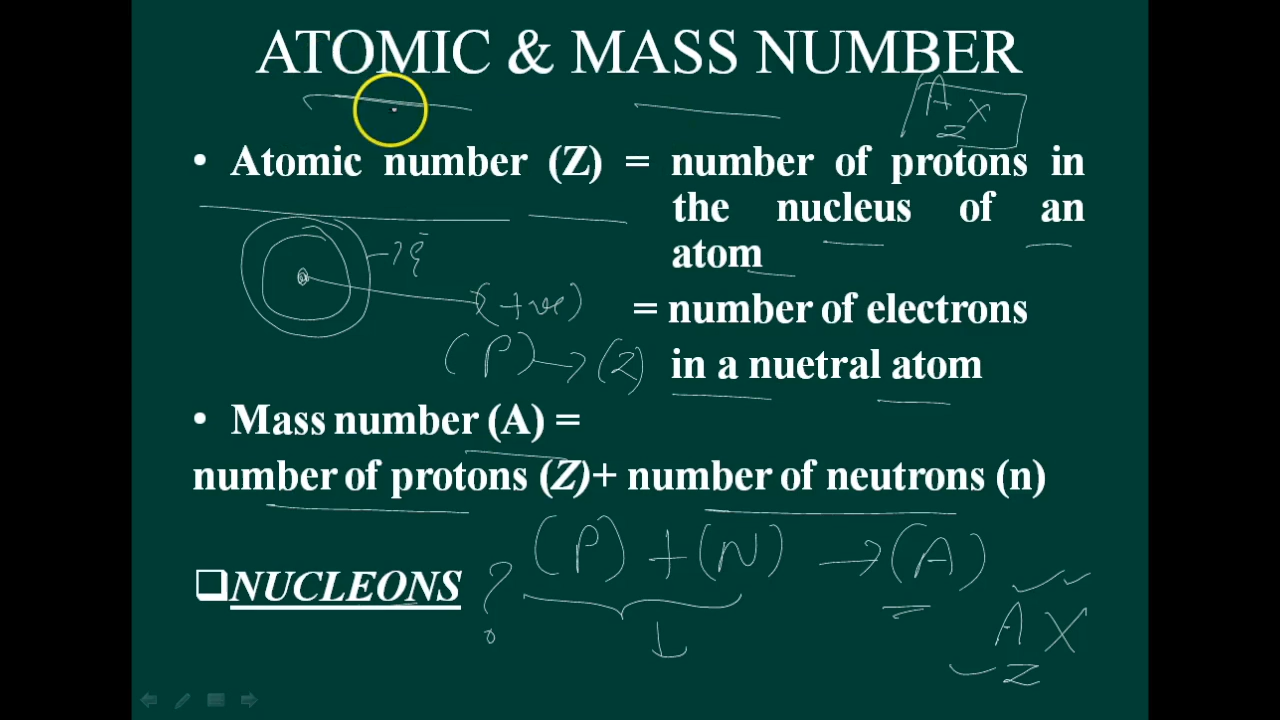 ATOMIC & MASS NUMBER
A
Z X
• Atomic number (Z) = number of protons in
the nucleus of an
atom
(+ve)
= number of electrons
(P) → (Z)
in a nuetral atom
• Mass number (A) =
number of protons (Z)+ number of neutrons (n)
(P) + (N) → (A)
❑NUCLEONS ?
A X
Z